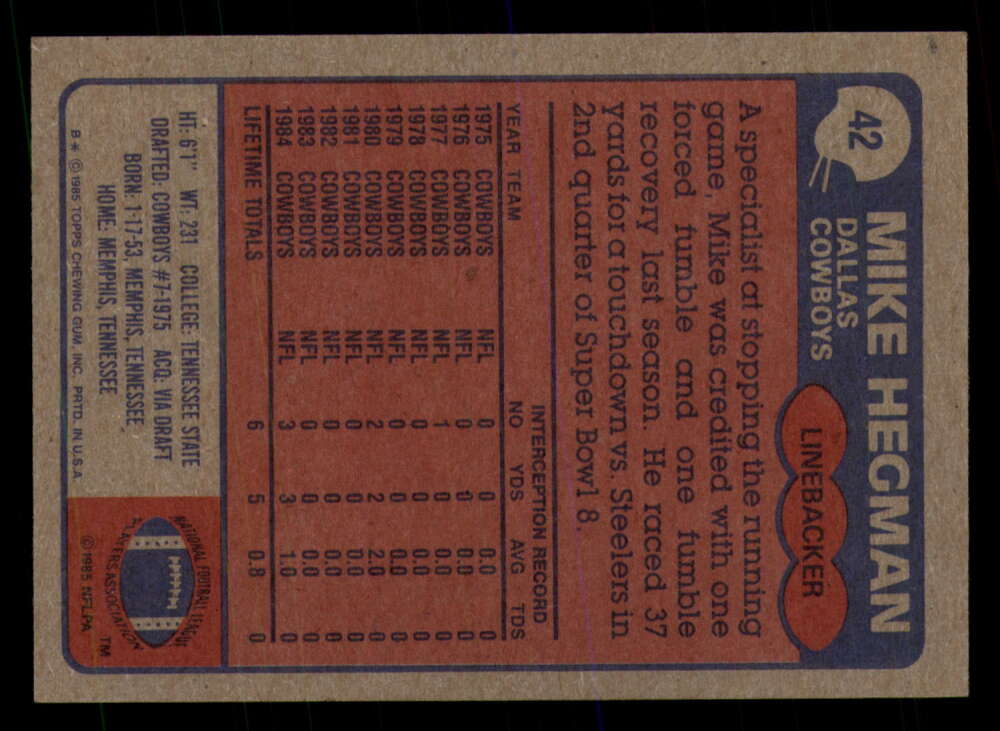 42
MIKE HEGMAN
DALLAS
COWBOYS
LINEBACKER
A specialist at stopping the running
game, Mike was credited with one
forced fumble and one fumble
recovery last season. He raced 37
yards for a touchdown vs. Steelers in
2nd quarter of Super Bowl 8.
INTERCEPTION RECORD
YEAR TEAM NO YDS AVG TDS
1975 COWBOYS NFL 0 0 0.0 0
1976 COWBOYS NFL 0 0 0.0 0
1977 COWBOYS NFL 1 0 0.0 0
1978 COWBOYS NFL 0 0 0.0 0
1979 COWBOYS NFL 0 0 0.0 0
1980 COWBOYS NFL 2 2 2.0 0
1981 COWBOYS NFL 0 0 0.0 0
1982 COWBOYS NFL 0 0 0.0 0
1983 COWBOYS NFL 0 0 0.0 0
1984 COWBOYS NFL 3 3 1.0 0
LIFETIME TOTALS 6 5 0.8 0
HT: 6'1" WT: 231 COLLEGE: TENNESSEE STATE
DRAFTED: COWBOYS #7-1975 ACQ: VIA DRAFT
BORN: 1-17-53, MEMPHIS, TENNESSEE
HOME: MEMPHIS, TENNESSEE
B * © 1985 TOPPS CHEWING GUM, INC. PRTD. IN U.S.A.
NATIONAL FOOTBALL LEAGUE
PLAYERS ASSOCIATION
TM
© 1985 NFLPA